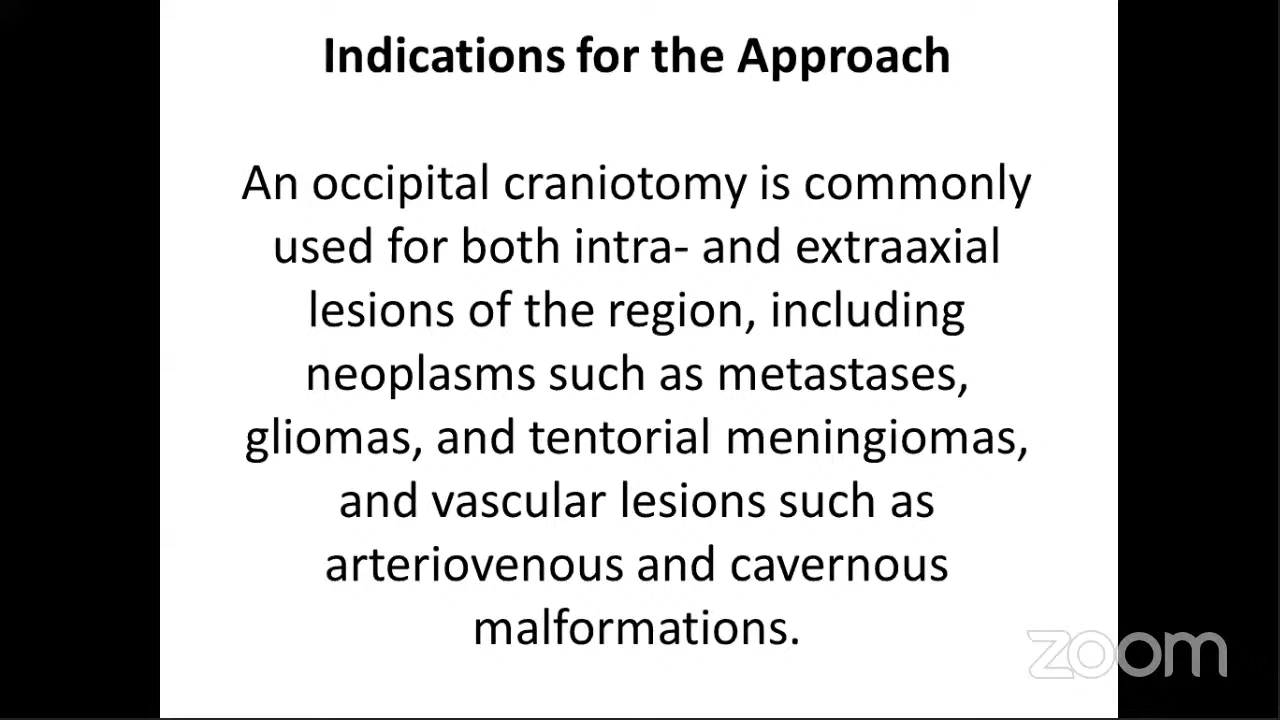 Indications for the Approach
An occipital craniotomy is commonly
used for both intra- and extraaxial
lesions of the region, including
neoplasms such as metastases,
gliomas, and tentorial meningiomas,
and vascular lesions such as
arteriovenous and cavernous
malformations.
zoom